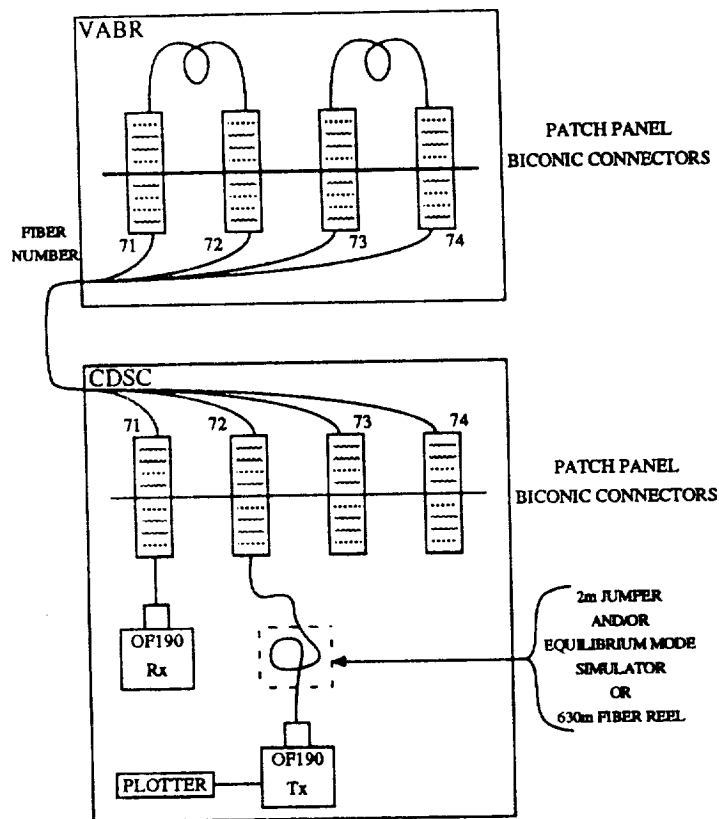 VABR
PATCH PANEL
BICONIC CONNECTORS
FIBER
NUMBER
71
72
73
74
CDSC
71
72
73
74
PATCH PANEL
BICONIC CONNECTORS
OF190
Rx
2m JUMPER
AND/OR
EQUILIBRIUM MODE
SIMULATOR
OR
630m FIBER REEL
OF190
Tx
PLOTTER